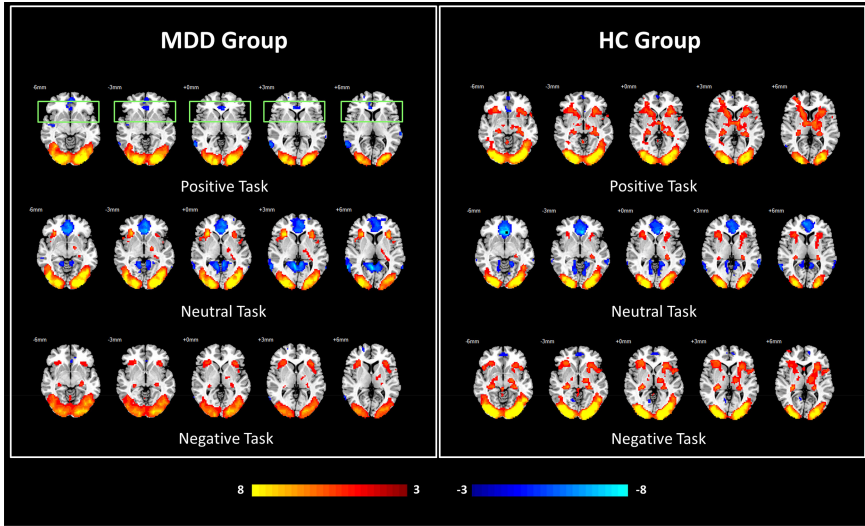 MDD Group
HC Group
-6mm
-3mm
+0mm
+3mm
+6mm
-6mm
-3mm
+0mm
+3mm
+6mm
Positive Task
Positive Task
-6mm
-3mm
+0mm
+3mm
+6mm
-6mm
-3mm
+0mm
+3mm
+6mm
Neutral Task
Neutral Task
-6mm
-3mm
+0mm
+3mm
+6mm
-6mm
-3mm
+0mm
+3mm
+6mm
Negative Task
Negative Task
8
3
-3
-8